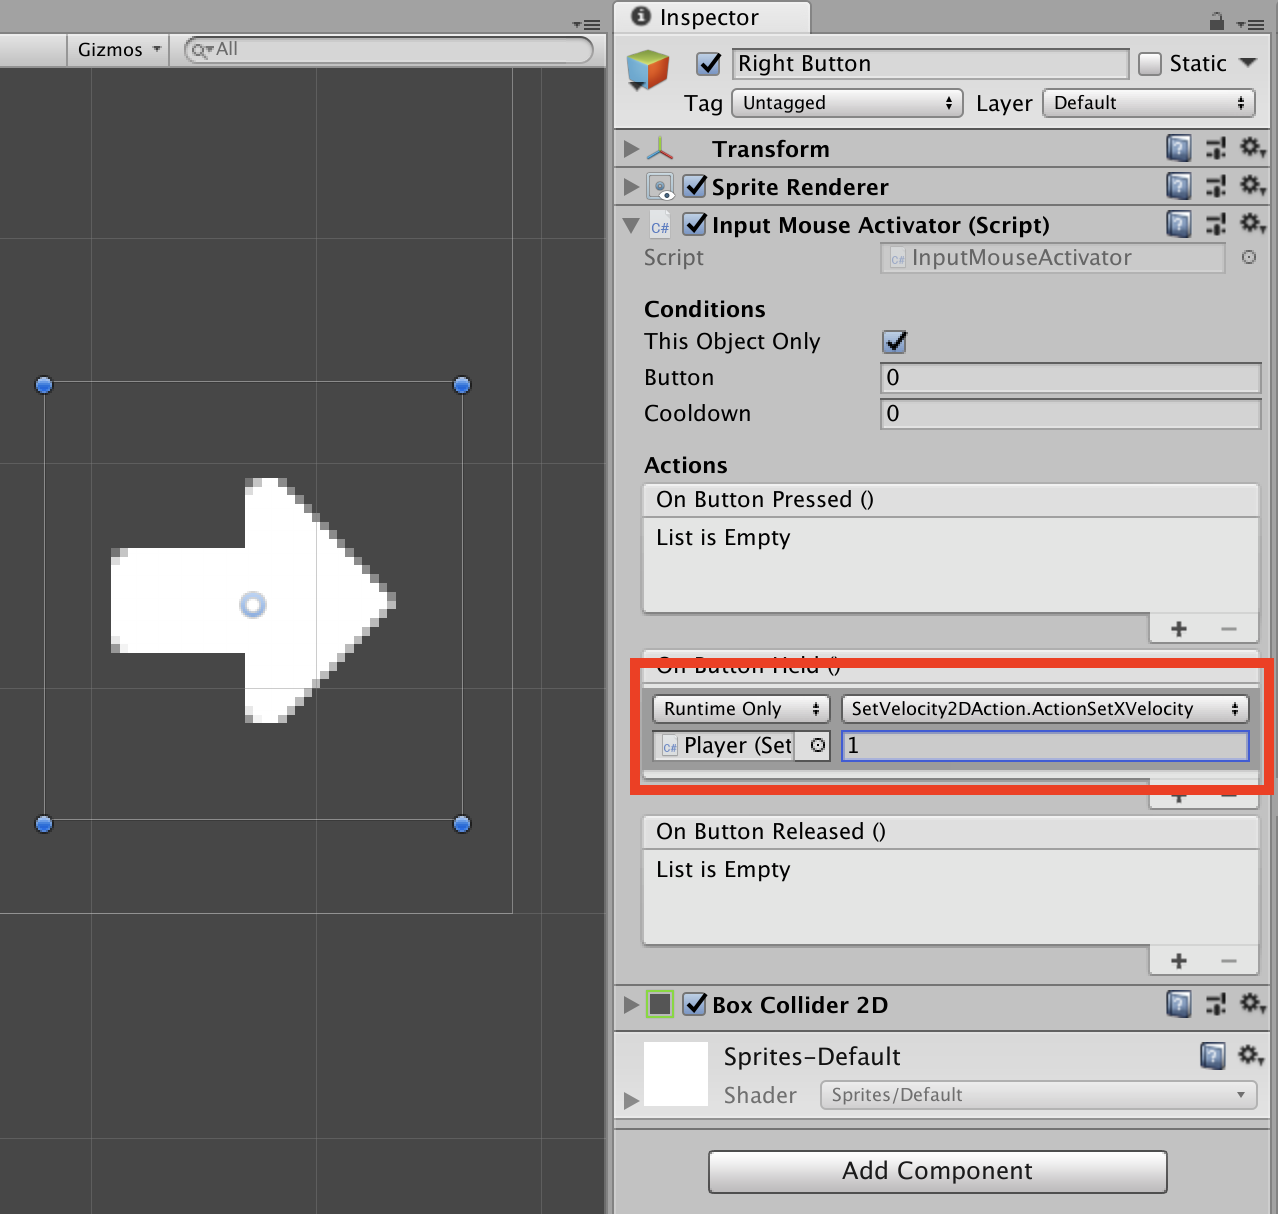 Inspector
Gizmos
All
Right Button
Static
Tag
Untagged
Layer
Default
Transform
Sprite Renderer
C#
Input Mouse Activator (Script)
Script
C#
InputMouseActivator
Conditions
This Object Only
Button
0
Cooldown
0
Actions
On Button Pressed ()
List is Empty
On Button Held ()
Runtime Only
SetVelocity2DAction.ActionSetXVelocity
C#
Player (Set
1
On Button Released ()
List is Empty
Box Collider 2D
Sprites-Default
Shader
Sprites/Default
Add Component